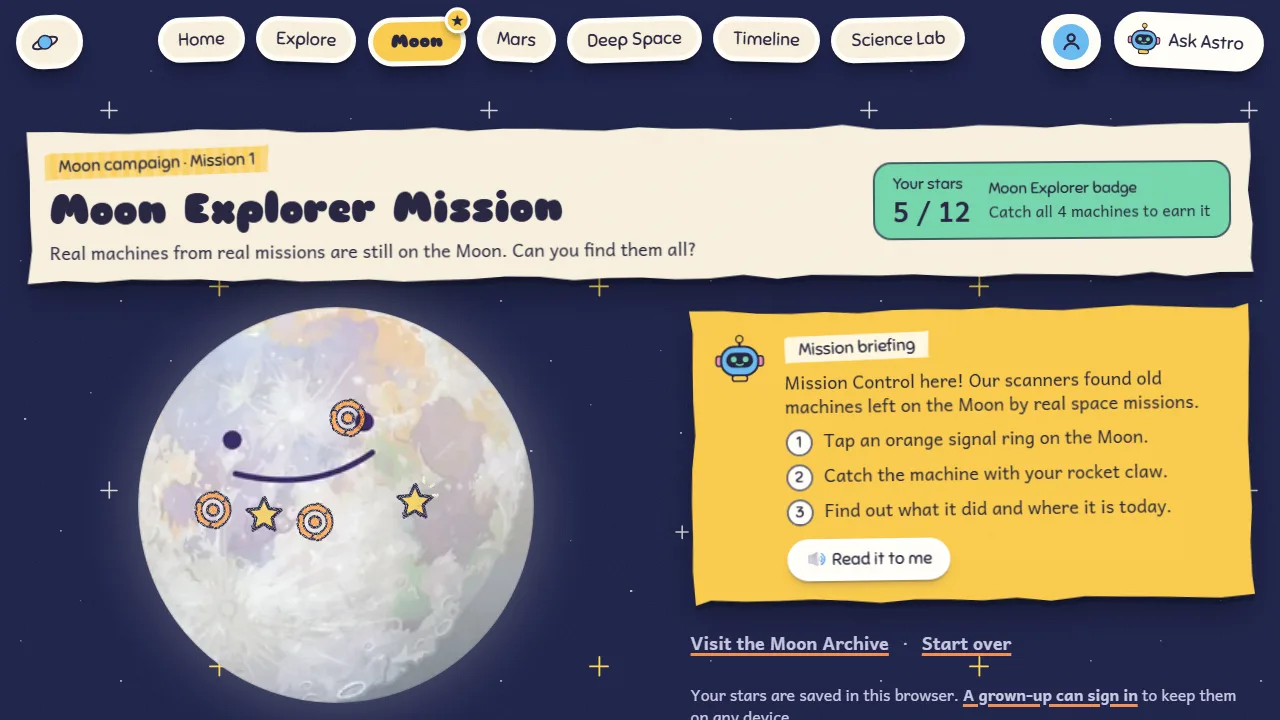 Home
Explore
Moon
Mars
Deep Space
Timeline
Science Lab
Ask Astro
Moon campaign · Mission 1
Moon Explorer Mission
Real machines from real missions are still on the Moon. Can you find them all?
Your stars
5 / 12
Moon Explorer badge
Catch all 4 machines to earn it
Mission briefing
Mission Control here! Our scanners found old
machines left on the Moon by real space missions.
1 Tap an orange signal ring on the Moon.
2 Catch the machine with your rocket claw.
3 Find out what it did and where it is today.
Read it to me
Visit the Moon Archive · Start over
Your stars are saved in this browser. A grown-up can sign in to keep them
on any device.